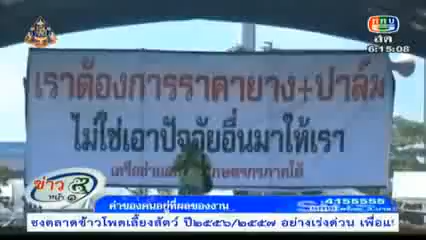 สด
6:15:08
เราต้องการราคายาง+ปาล์ม
ไม่ใช่เอาปัจจัยอื่นมาให้เรา
ข่าว ๕
หน้า ๑
ค่าของคนอยู่ที่ผลของงาน
4155555
ชงตลาดข้าวโพดเลี้ยงสัตว์ ปี๒๕๕๖/๒๕๕๗ อย่างเร่งด่วน เพื่อแ